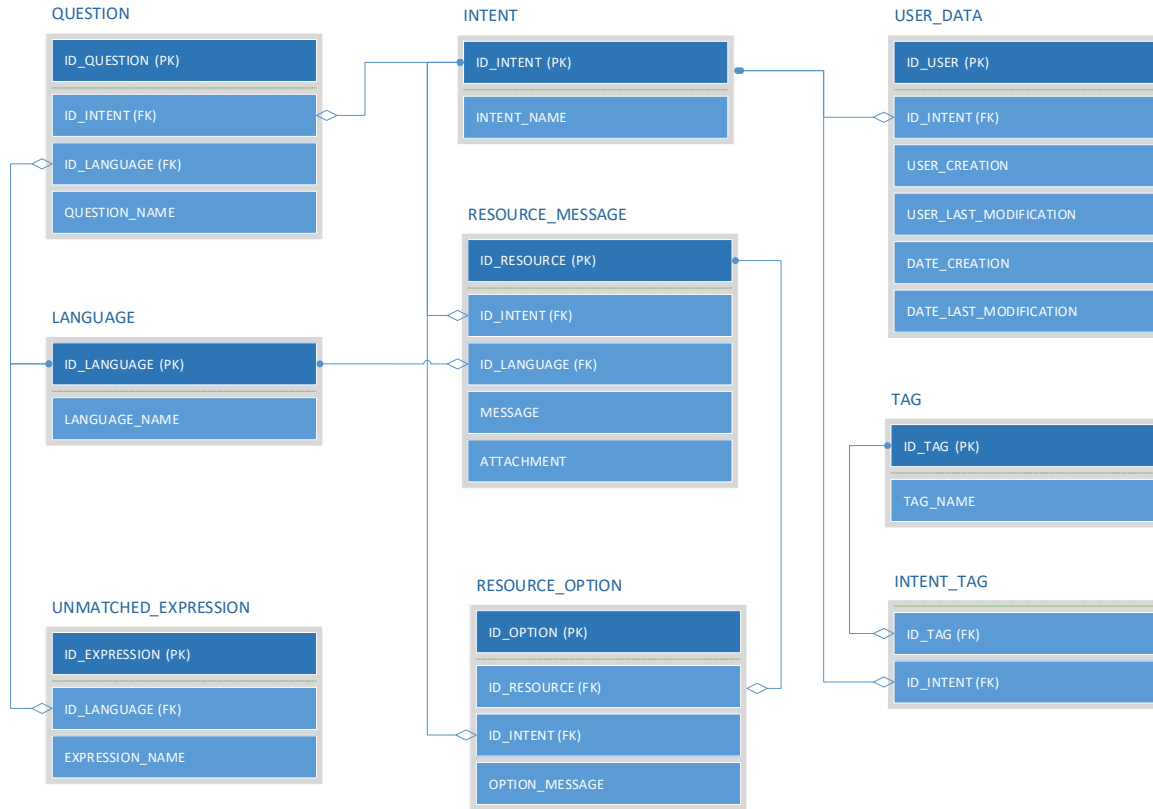 QUESTION
ID_QUESTION (PK)
ID_INTENT (FK)
ID_LANGUAGE (FK)
QUESTION_NAME
LANGUAGE
ID_LANGUAGE (PK)
LANGUAGE_NAME
UNMATCHED_EXPRESSION
ID_EXPRESSION (PK)
ID_LANGUAGE (FK)
EXPRESSION_NAME
INTENT
ID_INTENT (PK)
INTENT_NAME
RESOURCE_MESSAGE
ID_RESOURCE (PK)
ID_INTENT (FK)
ID_LANGUAGE (FK)
MESSAGE
ATTACHMENT
RESOURCE_OPTION
ID_OPTION (PK)
ID_RESOURCE (FK)
ID_INTENT (FK)
OPTION_MESSAGE
USER_DATA
ID_USER (PK)
ID_INTENT (FK)
USER_CREATION
USER_LAST_MODIFICATION
DATE_CREATION
DATE_LAST_MODIFICATION
TAG
ID_TAG (PK)
TAG_NAME
INTENT_TAG
ID_TAG (FK)
ID_INTENT (FK)